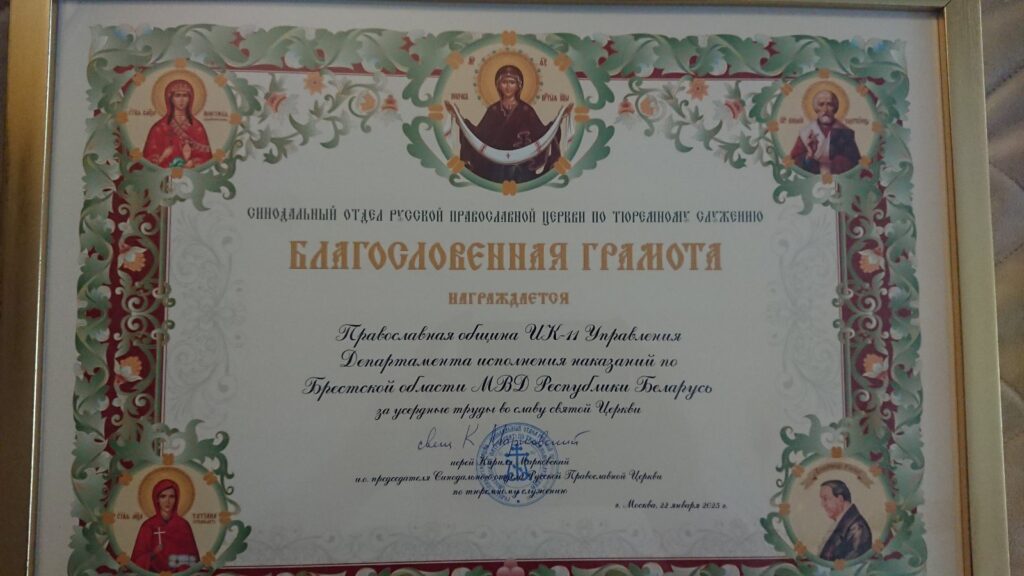 СИНОДАЛЬНЫЙ ОТДЕЛ РУССКОЙ ПРАВОСЛАВНОЙ ЦЕРКВИ ПО ТЮРЕМНОМУ СЛУЖЕНИЮ
БЛАГОСЛОВЕННАЯ ГРАМОТА
НАГРАЖДАЕТСЯ
Православная община ИК-11 Управления
Департамента исполнения наказаний по
Брестской области МВД Республики Беларусь
за усердные труды во славу святой Церкви
свящ К Марковский
иерей Кирилл Марковский
и.о. председателя Синодального отдела Русской Православной Церкви
по тюремному служению
г. Москва, 22 января 2025 г.